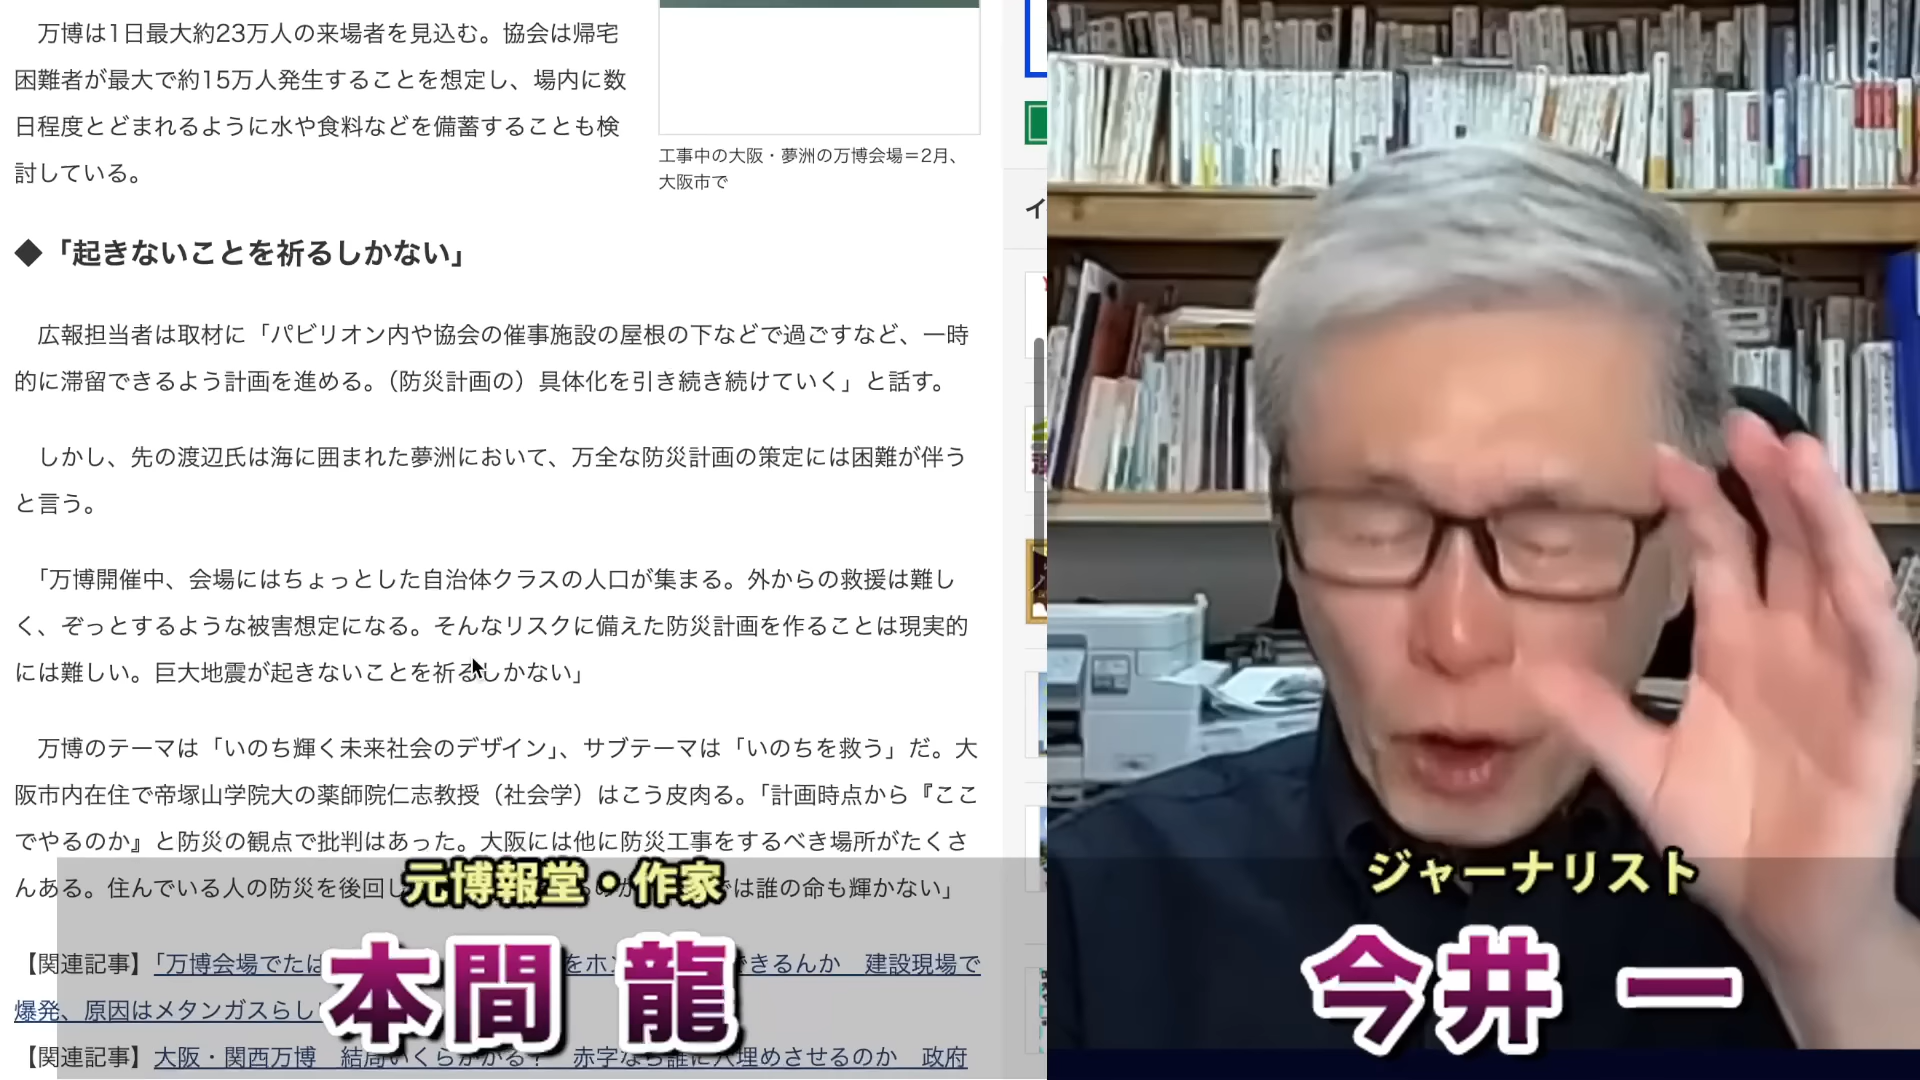 万博は1日最大約23万人の来場者を見込む。協会は帰宅
困難者が最大で約15万人発生することを想定し、場内に数
日程度とどまれるように水や食料などを備蓄することも検
討している。
工事中の大阪・夢洲の万博会場＝2月、
大阪市で
◆「起きないことを祈るしかない」
広報担当者は取材に「パビリオン内や協会の催事施設の屋根の下などで過ごすなど、一時
的に滞留できるよう計画を進める。（防災計画の）具体化を引き続き続けていく」と話す。
しかし、先の渡辺氏は海に囲まれた夢洲において、万全な防災計画の策定には困難が伴う
と言う。
「万博開催中、会場にはちょっとした自治体クラスの人口が集まる。外からの救援は難し
く、ぞっとするような被害想定になる。そんなリスクに備えた防災計画を作ることは現実的
には難しい。巨大地震が起きないことを祈るしかない」
万博のテーマは「いのち輝く未来社会のデザイン」、サブテーマは「いのちを救う」だ。大
阪市内在住で帝塚山学院大の薬師院仁志教授（社会学）はこう皮肉る。「計画時点から『ここ
でやるのか』と防災の観点で批判はあった。大阪には他に防災工事をするべき場所がたくさ
んある。住んでいる人の防災を後回し では誰の命も輝かない」
【関連記事】「万博会場でたは をホ きるんか　建設現場で
爆発、原因はメタンガスらし
【関連記事】大阪・関西万博　結局いくらかかる？　赤字なら誰に穴埋めさせるのか　政府
イ
元博報堂・作家
本間 龍
ジャーナリスト
今井 一